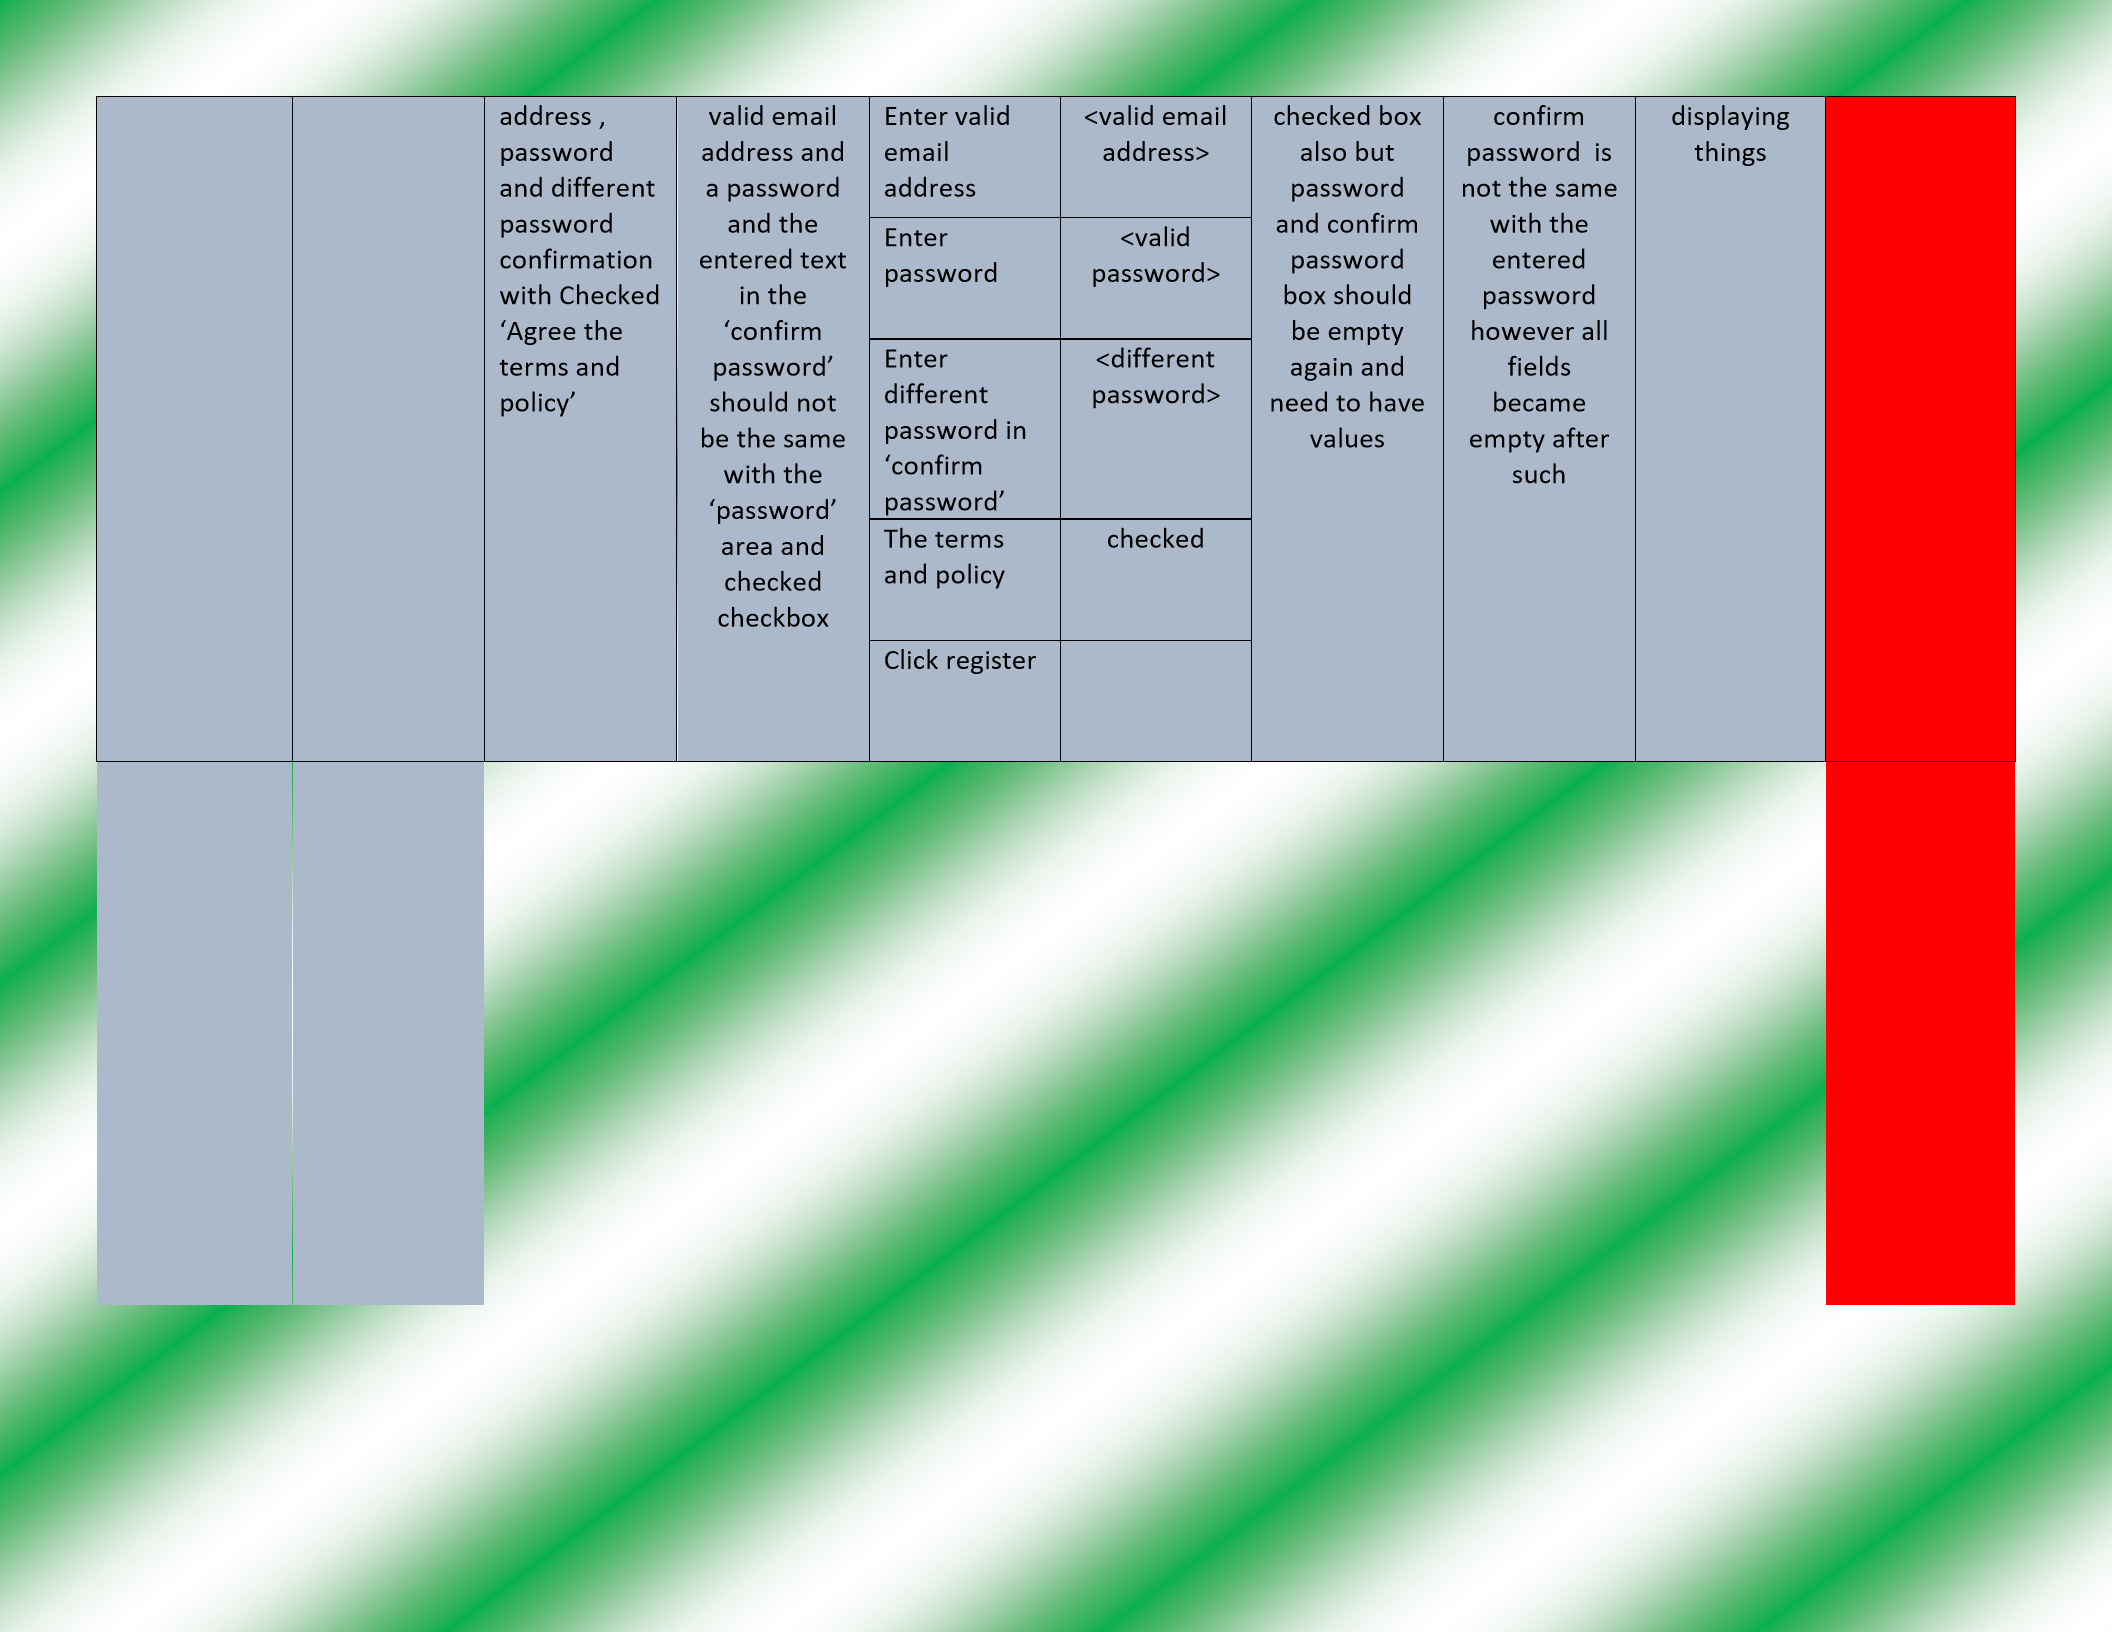 address ,
password
and different
password
confirmation
with Checked
‘Agree the
terms and
policy’
valid email
address and
a password
and the
entered text
in the
‘confirm
password’
should not
be the same
with the
‘password’
area and
checked
checkbox
Enter valid
email
address
<valid email
address>
Enter
password
<valid
password>
Enter
different
password in
‘confirm
password’
<different
password>
The terms
and policy
checked
Click register
checked box
also but
password
and confirm
password
box should
be empty
again and
need to have
values
confirm
password  is
not the same
with the
entered
password
however all
fields
became
empty after
such
displaying
things